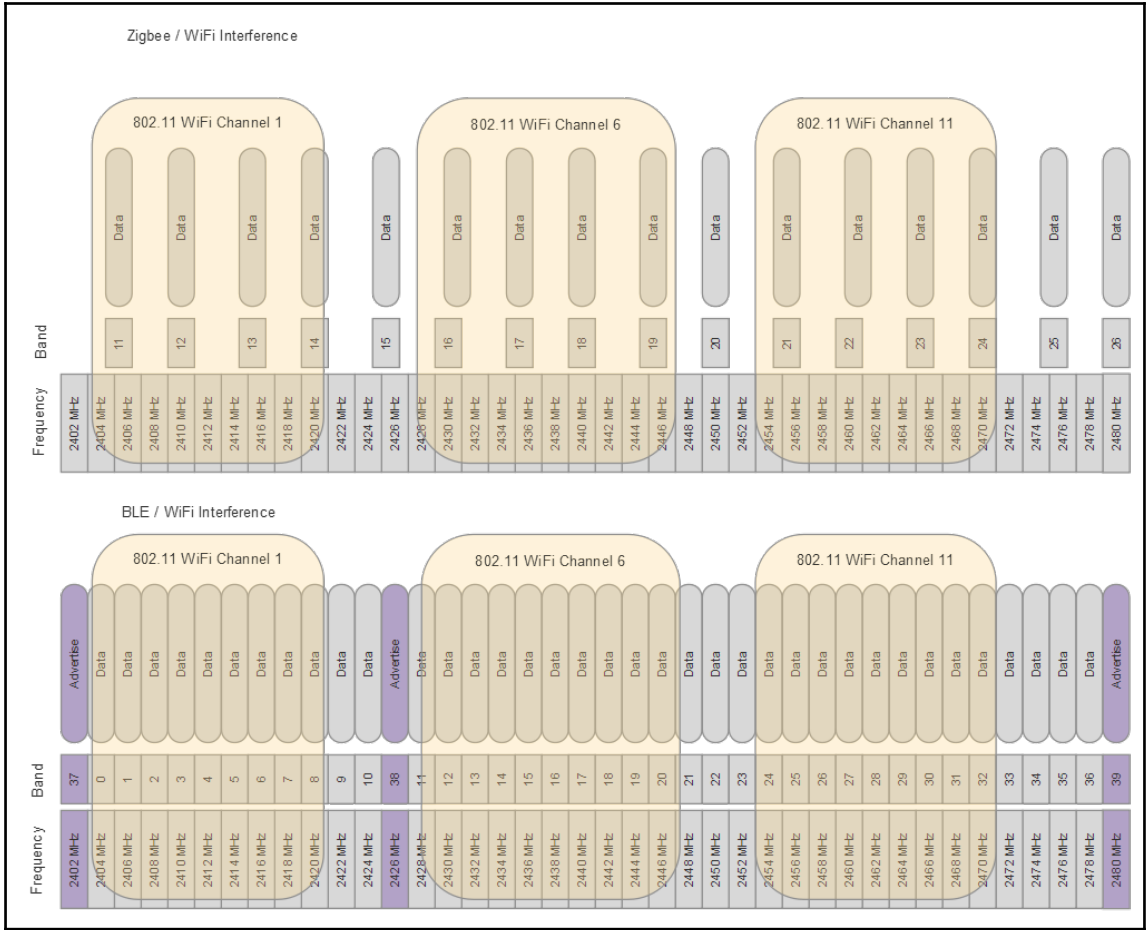 Zigbee / WiFi Interference
802.11 WiFi Channel 1 802.11 WiFi Channel 6 802.11 WiFi Channel 11
Data Data Data Data Data Data Data Data Data Data Data Data Data Data Data Data
Band 11 12 13 14 15 16 17 18 19 20 21 22 23 24 25 26
Frequency 2402 MHz 2404 MHz 2406 MHz 2408 MHz 2410 MHz 2412 MHz 2414 MHz 2416 MHz 2418 MHz 2420 MHz 2422 MHz 2424 MHz 2426 MHz 2428 MHz 2430 MHz 2432 MHz 2434 MHz 2436 MHz 2438 MHz 2440 MHz 2442 MHz 2444 MHz 2446 MHz 2448 MHz 2450 MHz 2452 MHz 2454 MHz 2456 MHz 2458 MHz 2460 MHz 2462 MHz 2464 MHz 2466 MHz 2468 MHz 2470 MHz 2472 MHz 2474 MHz 2476 MHz 2478 MHz 2480 MHz
BLE / WiFi Interference
802.11 WiFi Channel 1 802.11 WiFi Channel 6 802.11 WiFi Channel 11
Advertise Data Data Data Data Data Data Data Data Data Data Data Advertise Data Data Data Data Data Data Data Data Data Data Data Data Data Data Data Data Data Data Data Data Data Data Data Data Data Data Advertise
Band 37 0 1 2 3 4 5 6 7 8 9 10 38 11 12 13 14 15 16 17 18 19 20 21 22 23 24 25 26 27 28 29 30 31 32 33 34 35 36 39
Frequency 2402 MHz 2404 MHz 2406 MHz 2408 MHz 2410 MHz 2412 MHz 2414 MHz 2416 MHz 2418 MHz 2420 MHz 2422 MHz 2424 MHz 2426 MHz 2428 MHz 2430 MHz 2432 MHz 2434 MHz 2436 MHz 2438 MHz 2440 MHz 2442 MHz 2444 MHz 2446 MHz 2448 MHz 2450 MHz 2452 MHz 2454 MHz 2456 MHz 2458 MHz 2460 MHz 2462 MHz 2464 MHz 2466 MHz 2468 MHz 2470 MHz 2472 MHz 2474 MHz 2476 MHz 2478 MHz 2480 MHz